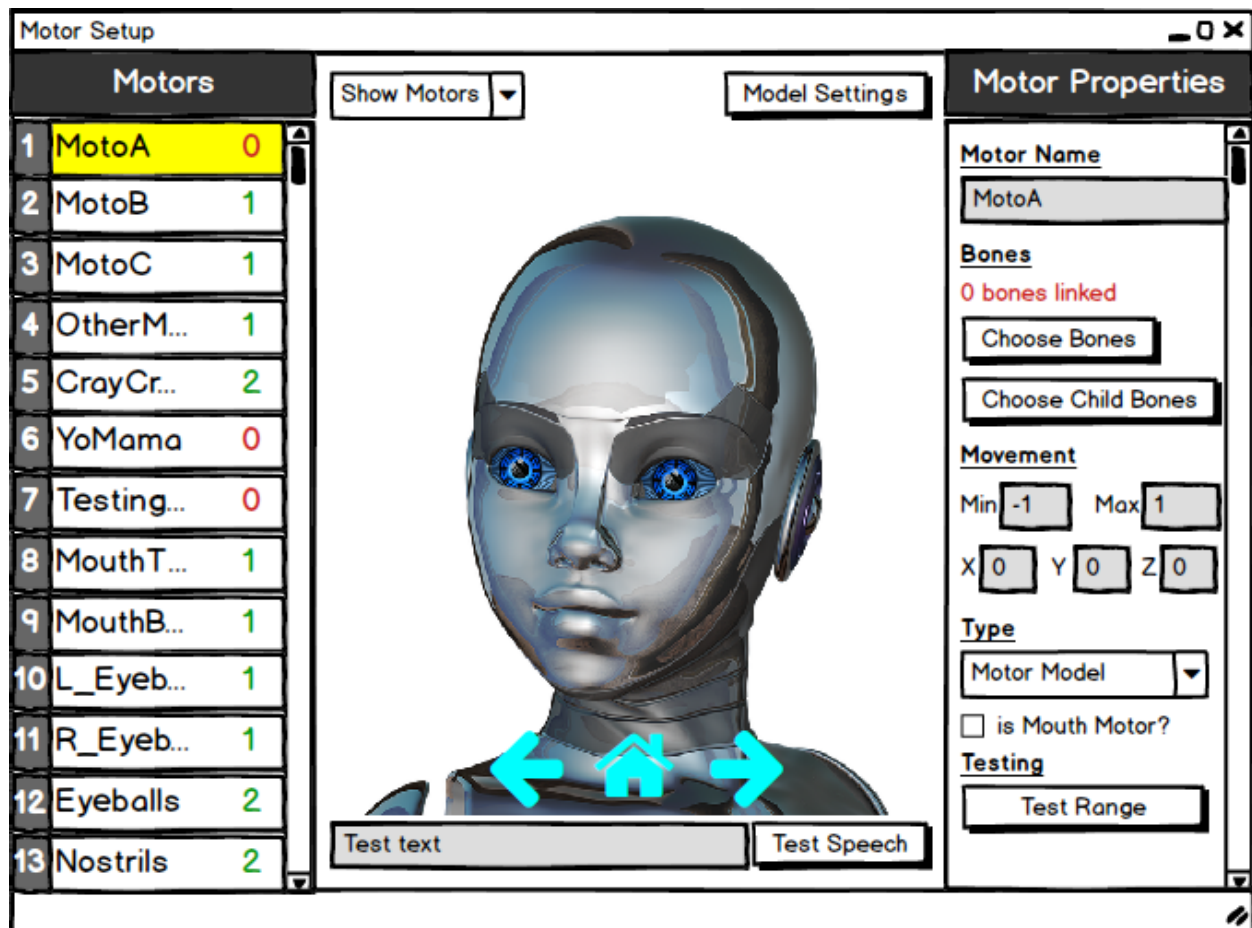 Motor Setup
Motors
1 MotoA 0
2 MotoB 1
3 MotoC 1
4 OtherM... 1
5 CrayCr... 2
6 YoMama 0
7 Testing... 0
8 MouthT... 1
9 MouthB... 1
10 L_Eyeb... 1
11 R_Eyeb... 1
12 Eyeballs 2
13 Nostrils 2
Show Motors
Model Settings
Test text
Test Speech
Motor Properties
Motor Name
MotoA
Bones
0 bones linked
Choose Bones
Choose Child Bones
Movement
Min -1 Max 1
X 0 Y 0 Z 0
Type
Motor Model
is Mouth Motor?
Testing
Test Range